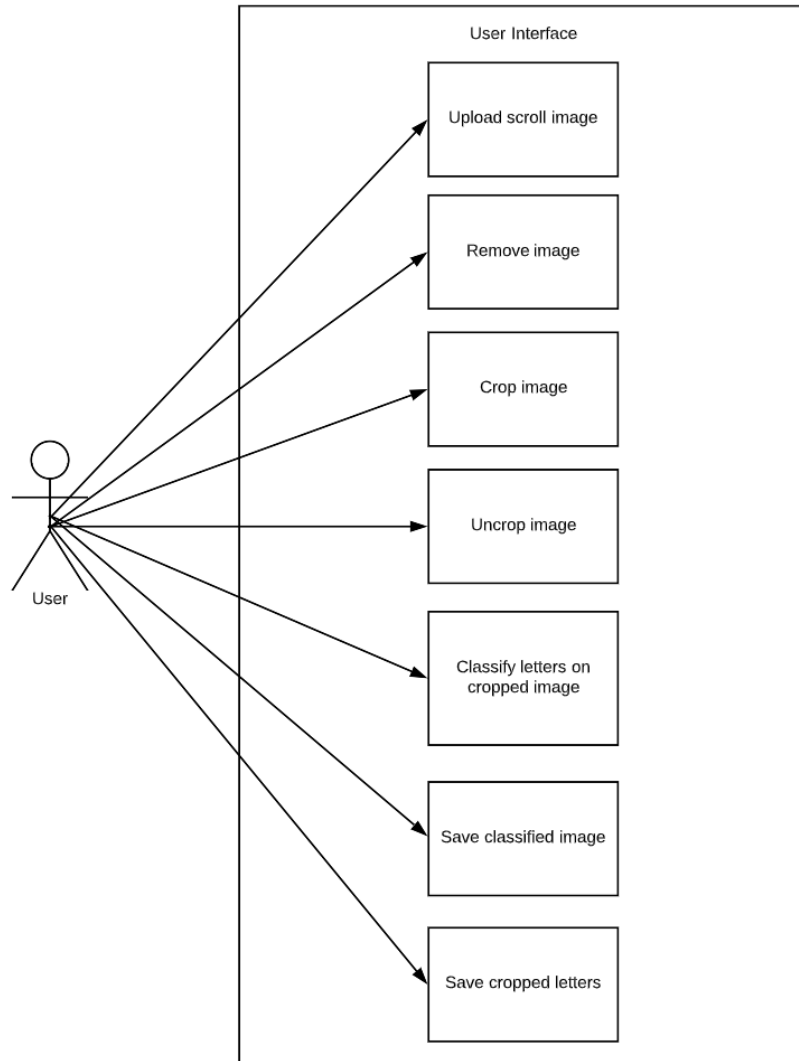 User Interface
Upload scroll image
Remove image
Crop image
Uncrop image
User
Classify letters on
cropped image
Save classified image
Save cropped letters